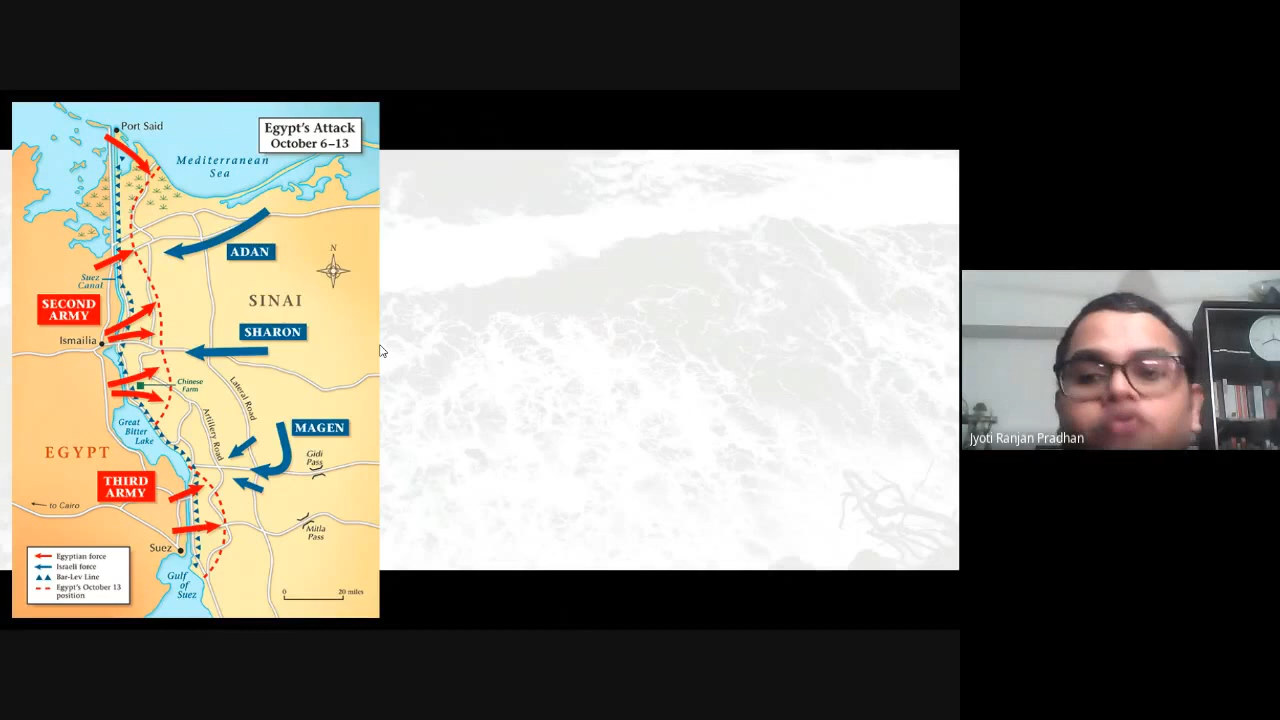 Port Said
Egypt's Attack
October 6–13
Mediterranean
Sea
ADAN
N
Suez
Canal
SINAI
SECOND
ARMY
SHARON
Ismailia
Chinese
Farm
Lateral Road
Artillery Road
Great
Bitter
Lake
MAGEN
EGYPT
Gidi
Pass
THIRD
ARMY
to Cairo
Mitla
Pass
Suez
Egyptian force
Israeli force
Bar-Lev Line
Egypt's October 13
position
Gulf
of
Suez
0 20 miles
Jyoti Ranjan Pradhan